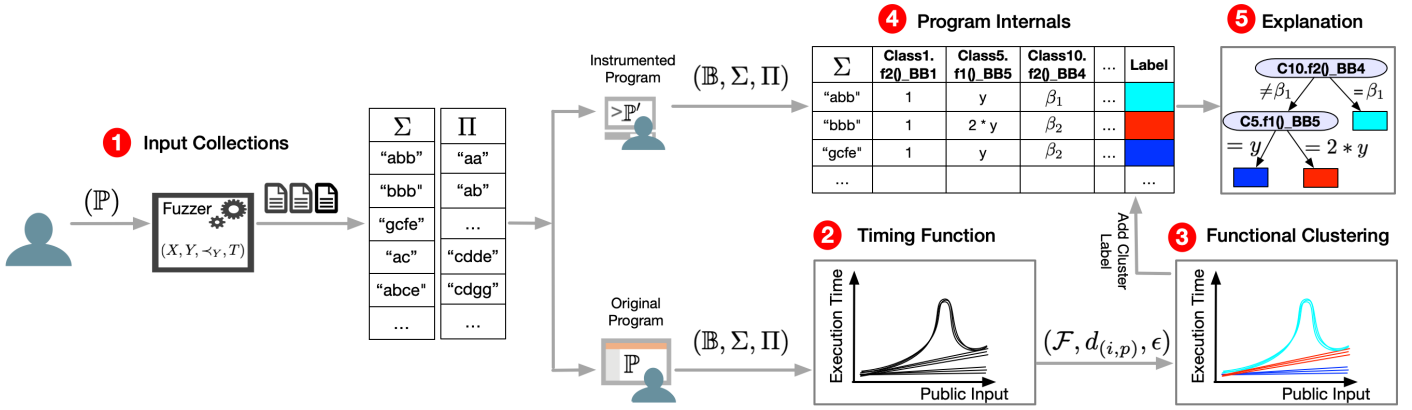 1 Input Collections
(ℙ)
Fuzzer
(X, Y, ≺_Y, T)
Σ Π
“abb” “aa”
“bbb" “ab”
“gcfe” ...
“ac” “cdde”
“abce" “cdgg”
... ...
Instrumented
Program
>ℙ′
(𝔹, Σ, Π)
Original
Program
ℙ
(𝔹, Σ, Π)
4 Program Internals
Σ Class1. Class5. Class10. ... Label
f2()_BB1 f1()_BB5 f2()_BB4
“abb” 1 y β₁ ...
“bbb" 1 2 * y β₂ ...
“gcfe” 1 y β₂ ...
... ...
5 Explanation
C10.f2()_BB4
≠β₁ =β₁
C5.f1()_BB5
= y = 2 * y
2 Timing Function
Execution Time
Public Input
(ℱ, d_(i,p), ϵ)
Add Cluster
Label
3 Functional Clustering
Execution Time
Public Input